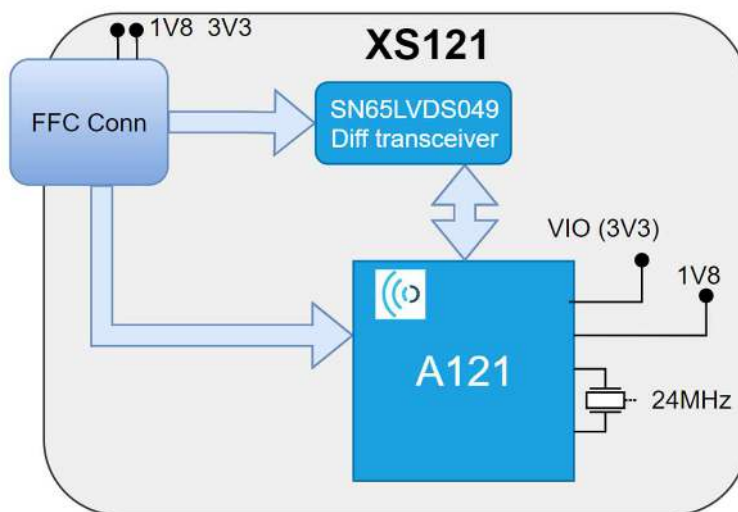 1V8 3V3
XS121
FFC Conn
SN65LVDS049
Diff transceiver
VIO (3V3)
1V8
A121
24MHz